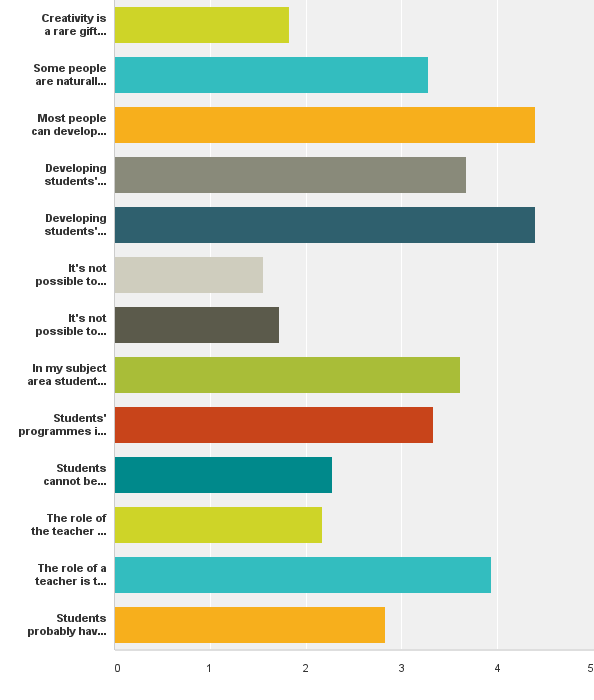 Creativity is
a rare gift...
Some people
are naturall...
Most people
can develop...
Developing
students'...
Developing
students'...
It's not
possible to...
It's not
possible to...
In my subject
area student...
Students'
programmes i...
Students
cannot be...
The role of
the teacher ...
The role of a
teacher is t...
Students
probably hav...
0 1 2 3 4 5